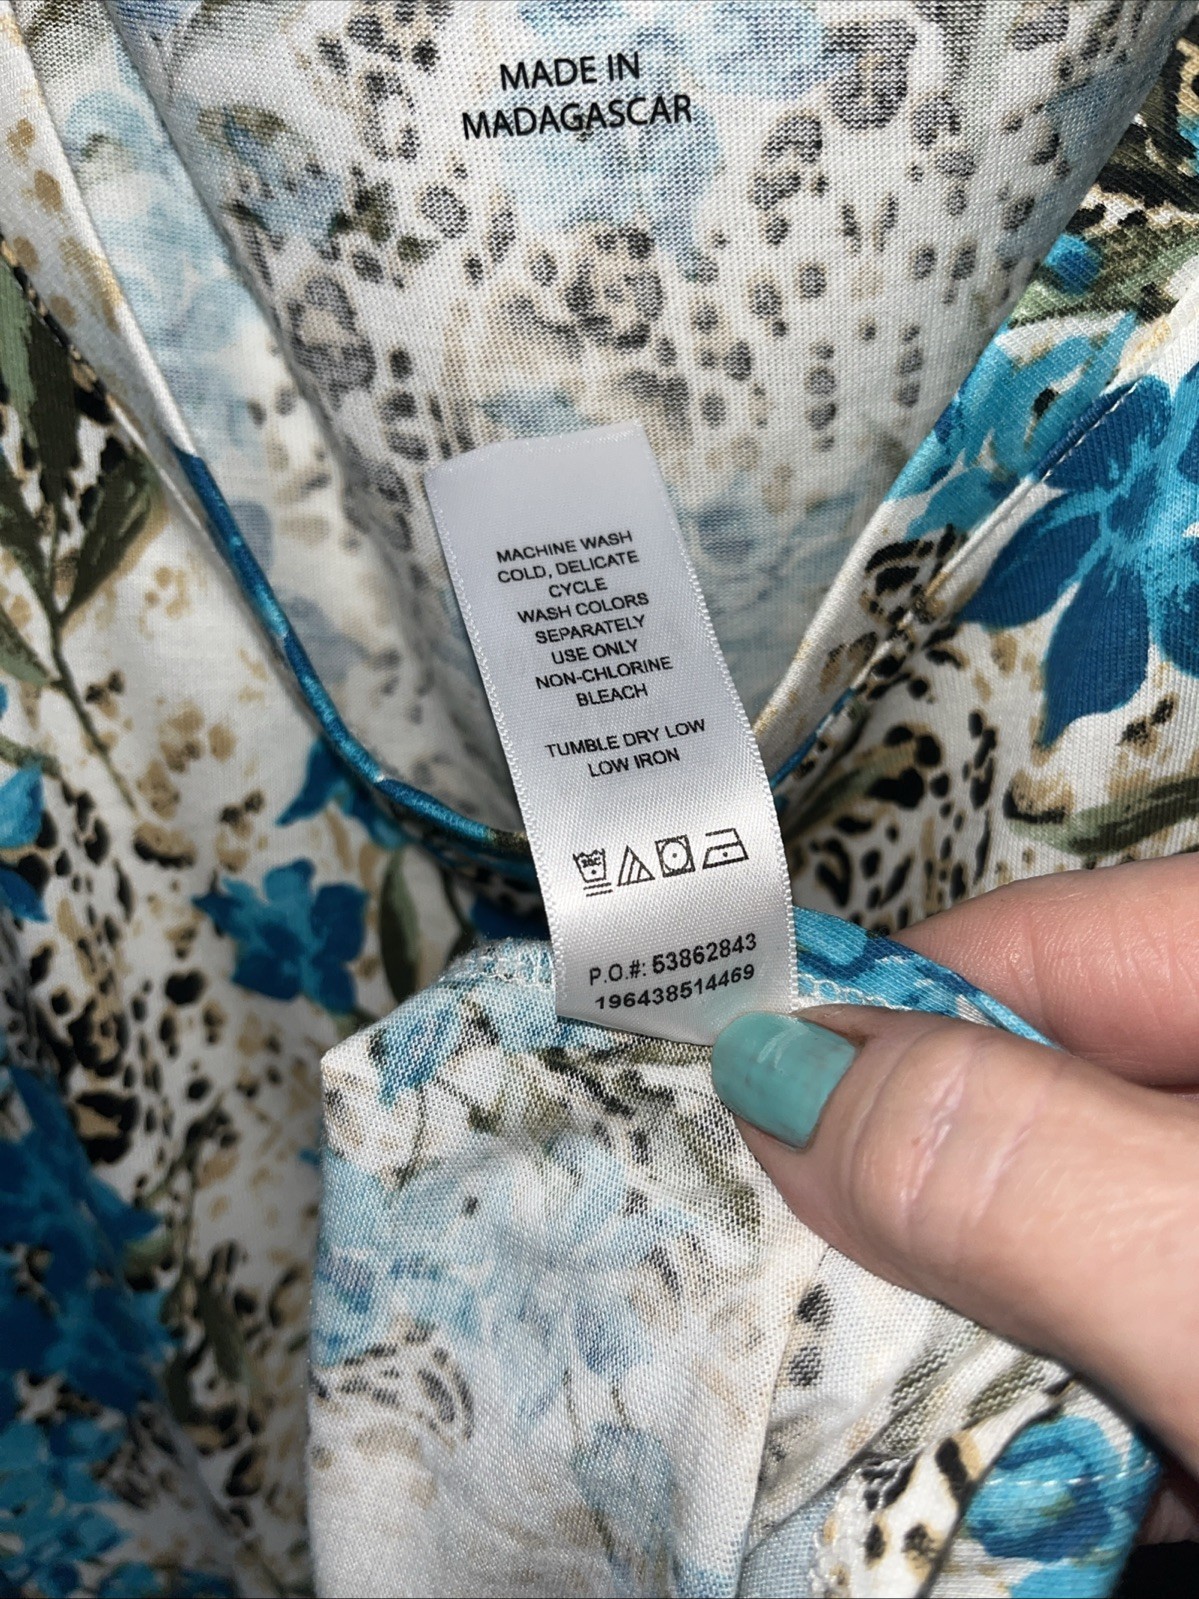 MADE IN
MADAGASCAR
MACHINE WASH
COLD, DELICATE
CYCLE
WASH COLORS
SEPARATELY
USE ONLY
NON-CHLORINE
BLEACH
TUMBLE DRY LOW
LOW IRON
P.O.#: 53862843
196438514469